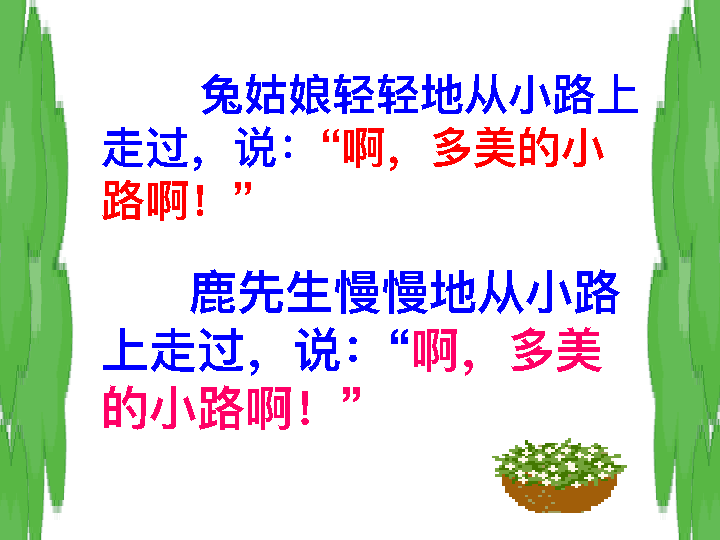 兔姑娘轻轻地从小路上
走过，说：“啊，多美的小
路啊！”
鹿先生慢慢地从小路
上走过，说：“啊，多美
的小路啊！”